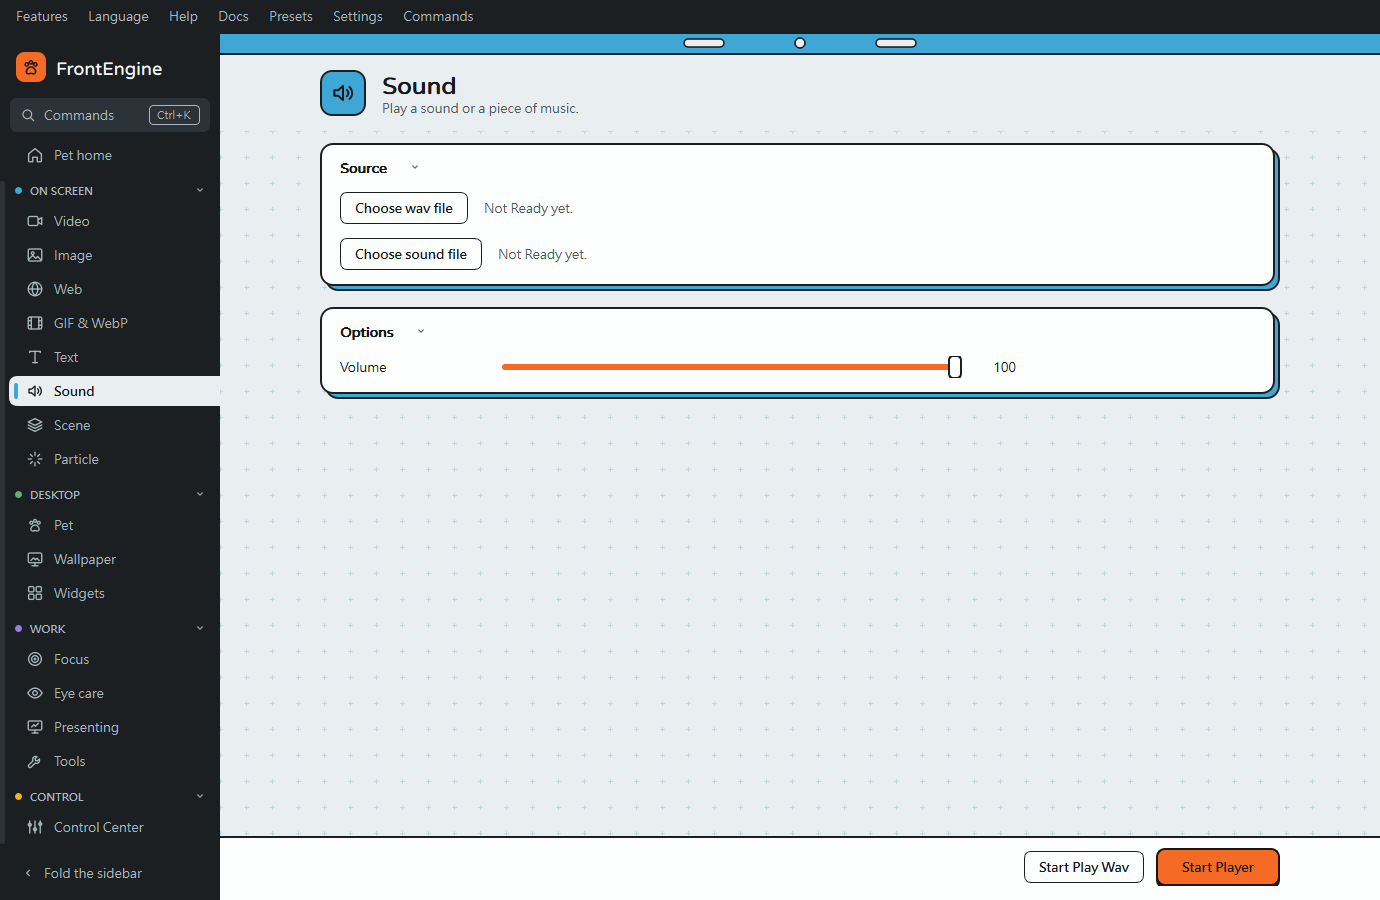 Features Language Help Docs Presets Settings Commands
FrontEngine
Commands Ctrl+K
Pet home
ON SCREEN
Video
Image
Web
GIF & WebP
Text
Sound
Scene
Particle
DESKTOP
Pet
Wallpaper
Widgets
WORK
Focus
Eye care
Presenting
Tools
CONTROL
Control Center
Fold the sidebar
Sound
Play a sound or a piece of music.
Source
Choose wav file Not Ready yet.
Choose sound file Not Ready yet.
Options
Volume 100
Start Play Wav Start Player